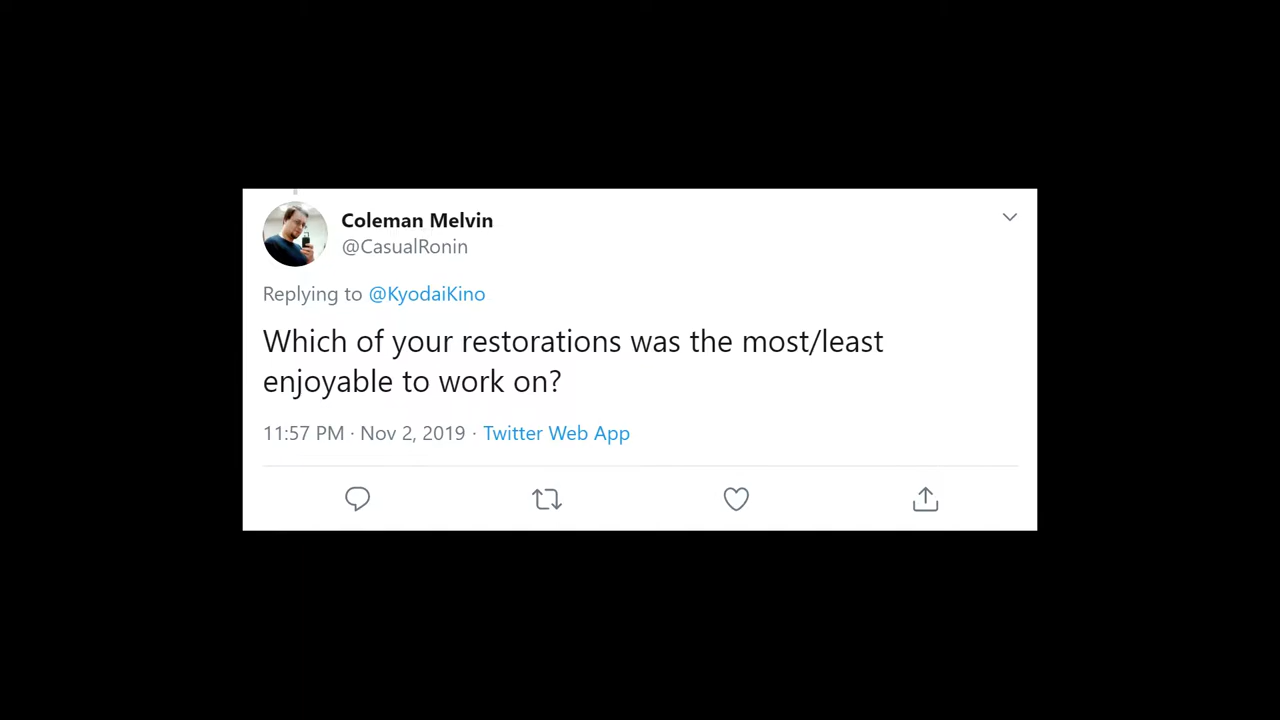 Coleman Melvin
@CasualRonin
Replying to @KyodaiKino
Which of your restorations was the most/least
enjoyable to work on?
11:57 PM · Nov 2, 2019 · Twitter Web App